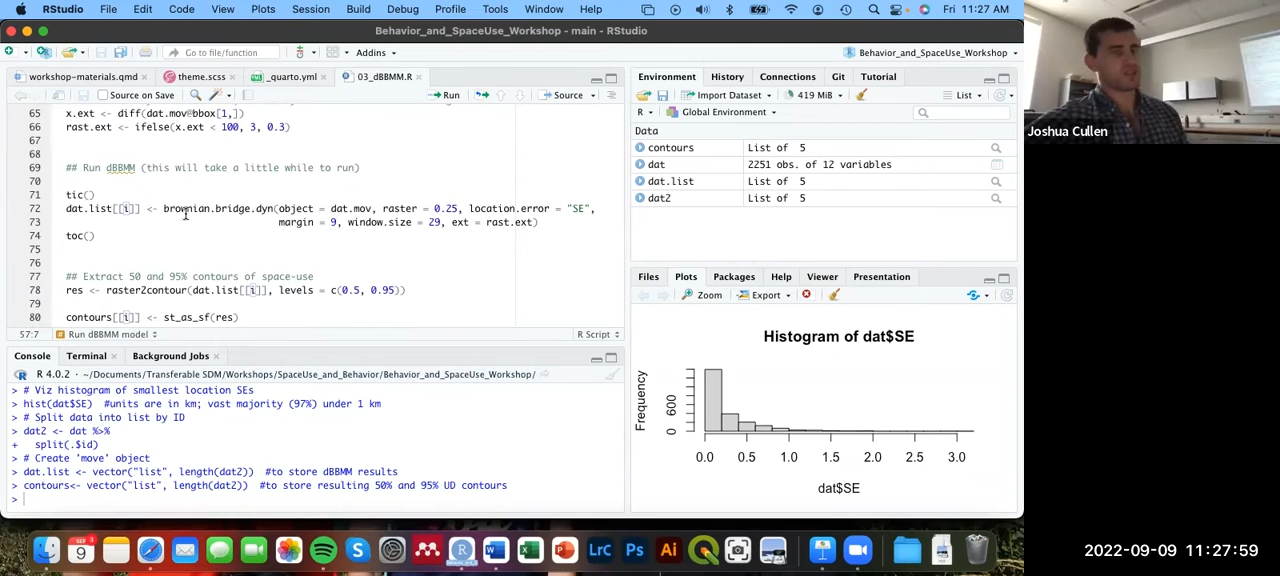 RStudio File Edit Code View Plots Session Build Debug Profile Tools Window Help Fri 11:27 AM
Behavior_and_SpaceUse_Workshop - main - RStudio
Go to file/function Addins Behavior_and_SpaceUse_Workshop
workshop-materials.qmd theme.scss _quarto.yml 03_dBBMM.R
Source on Save Run Source
65 x.ext <- diff(dat.mov@bbox[1,])
66 rast.ext <- ifelse(x.ext < 100, 3, 0.3)
67
68
69 ## Run dBBMM (this will take a little while to run)
70
71 tic()
72 dat.list[[i]] <- brownian.bridge.dyn(object = dat.mov, raster = 0.25, location.error = "SE",
73 margin = 9, window.size = 29, ext = rast.ext)
74 toc()
75
76
77 ## Extract 50 and 95% contours of space-use
78 res <- raster2contour(dat.list[[i]], levels = c(0.5, 0.95))
79
80 contours[[i]] <- st_as_sf(res)
57:7 Run dBBMM model R Script
Console Terminal Background Jobs
R 4.0.2 · ~/Documents/Transferable SDM/Workshops/SpaceUse_and_Behavior/Behavior_and_SpaceUse_Workshop/
> # Viz histogram of smallest location SEs
> hist(dat$SE) #units are in km; vast majority (97%) under 1 km
> # Split data into list by ID
> dat2 <- dat %>%
+ split(.$id)
> # Create 'move' object
> dat.list <- vector("list", length(dat2)) #to store dBBMM results
> contours<- vector("list", length(dat2)) #to store resulting 50% and 95% UD contours
>
Environment History Connections Git Tutorial
Import Dataset 419 MiB List
R Global Environment
Data
contours List of 5
dat 2251 obs. of 12 variables
dat.list List of 5
dat2 List of 5
Files Plots Packages Help Viewer Presentation
Zoom Export
Histogram of dat$SE
Frequency
600
0
0.0 0.5 1.0 1.5 2.0 2.5 3.0
dat$SE
Joshua Cullen
SEP
9
R
W
X
P
LrC
Ps
Ai
2022-09-09 11:27:59